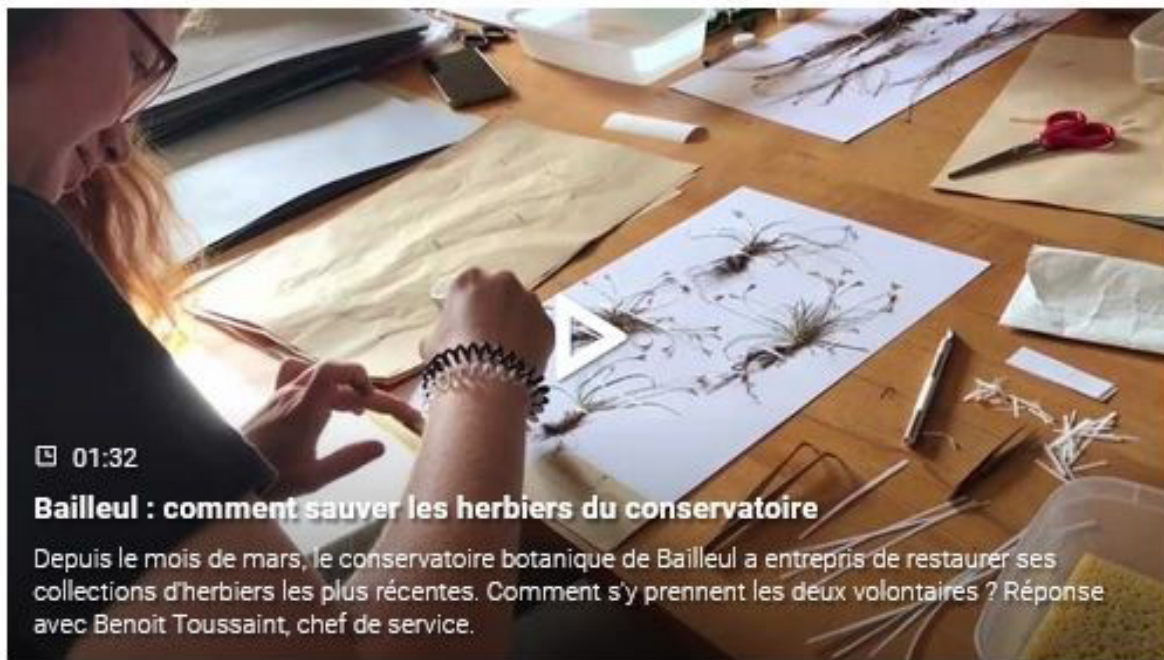 01:32
Bailleul : comment sauver les herbiers du conservatoire
Depuis le mois de mars, le conservatoire botanique de Bailleul a entrepris de restaurer ses
collections d'herbiers les plus récentes. Comment s'y prennent les deux volontaires ? Réponse
avec Benoit Toussaint, chef de service.